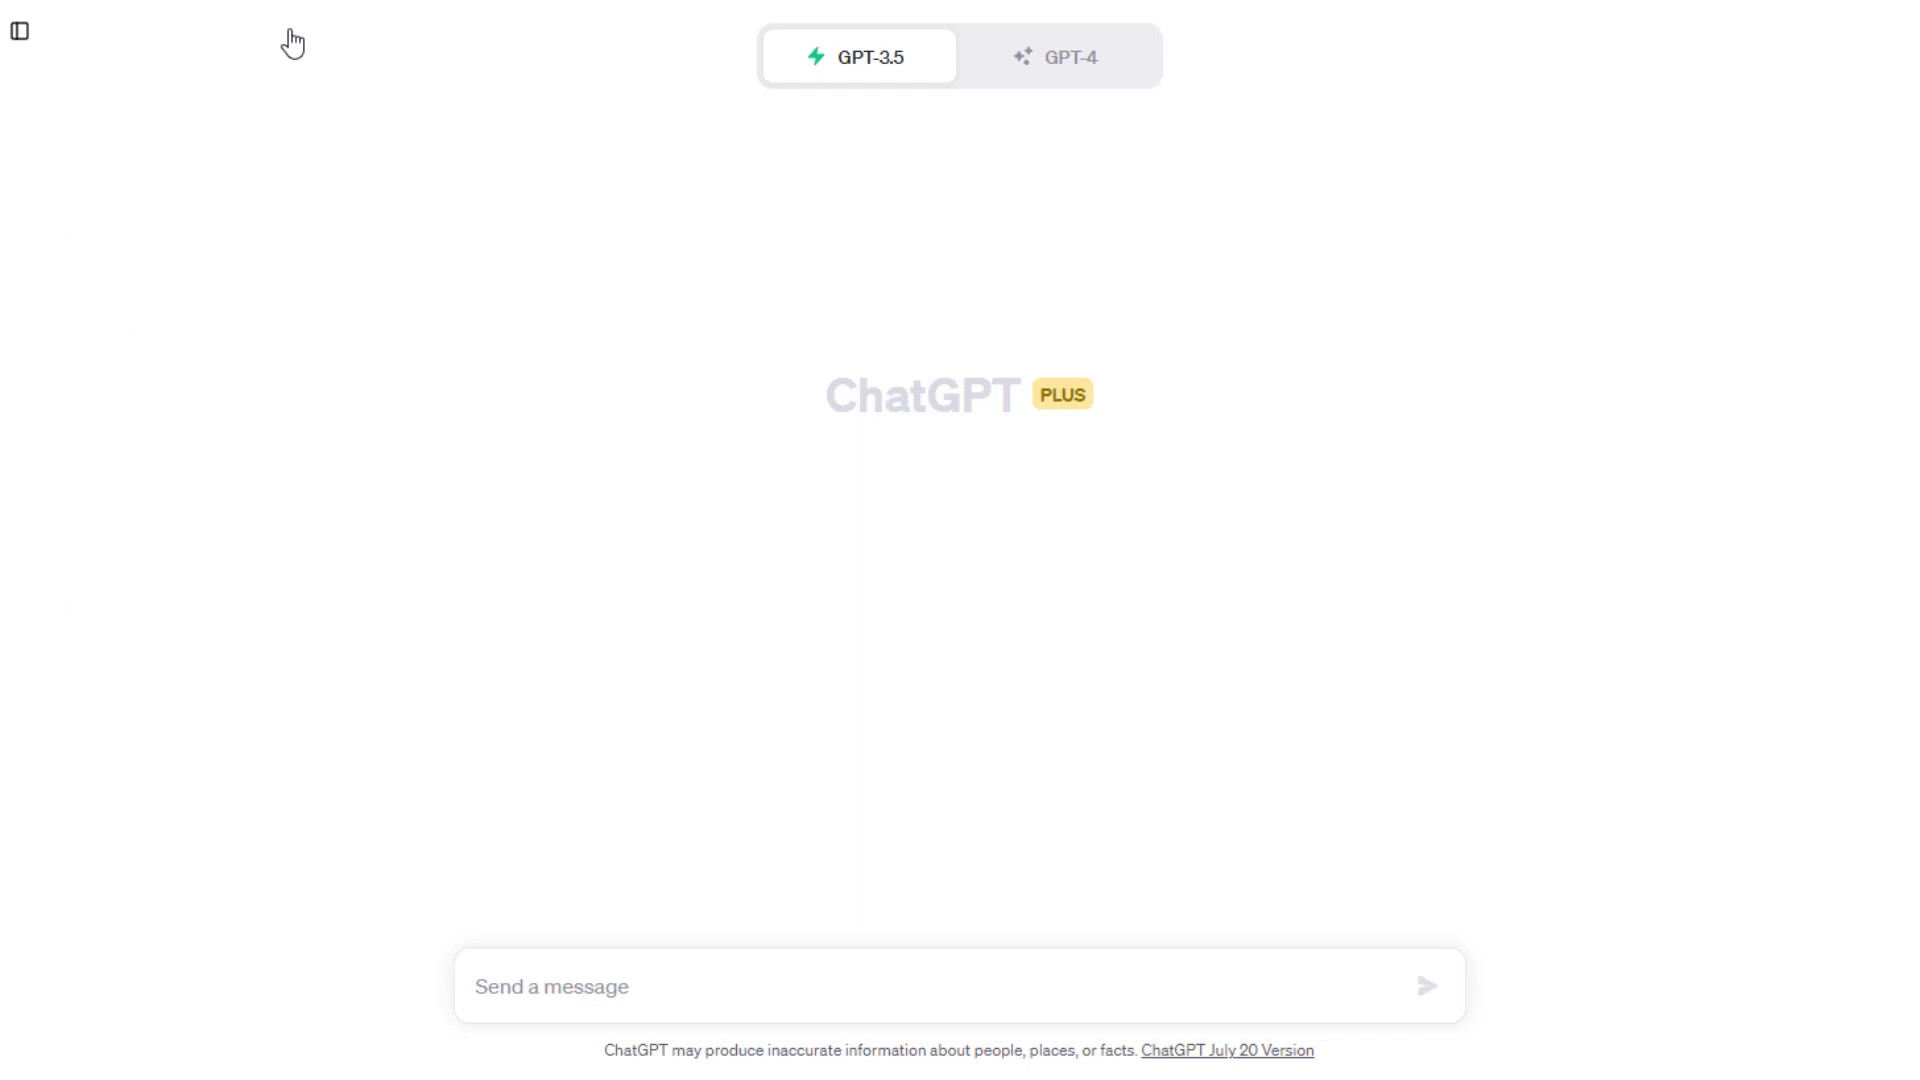 GPT-3.5
GPT-4
ChatGPT PLUS
Send a message
ChatGPT may produce inaccurate information about people, places, or facts. ChatGPT July 20 Version